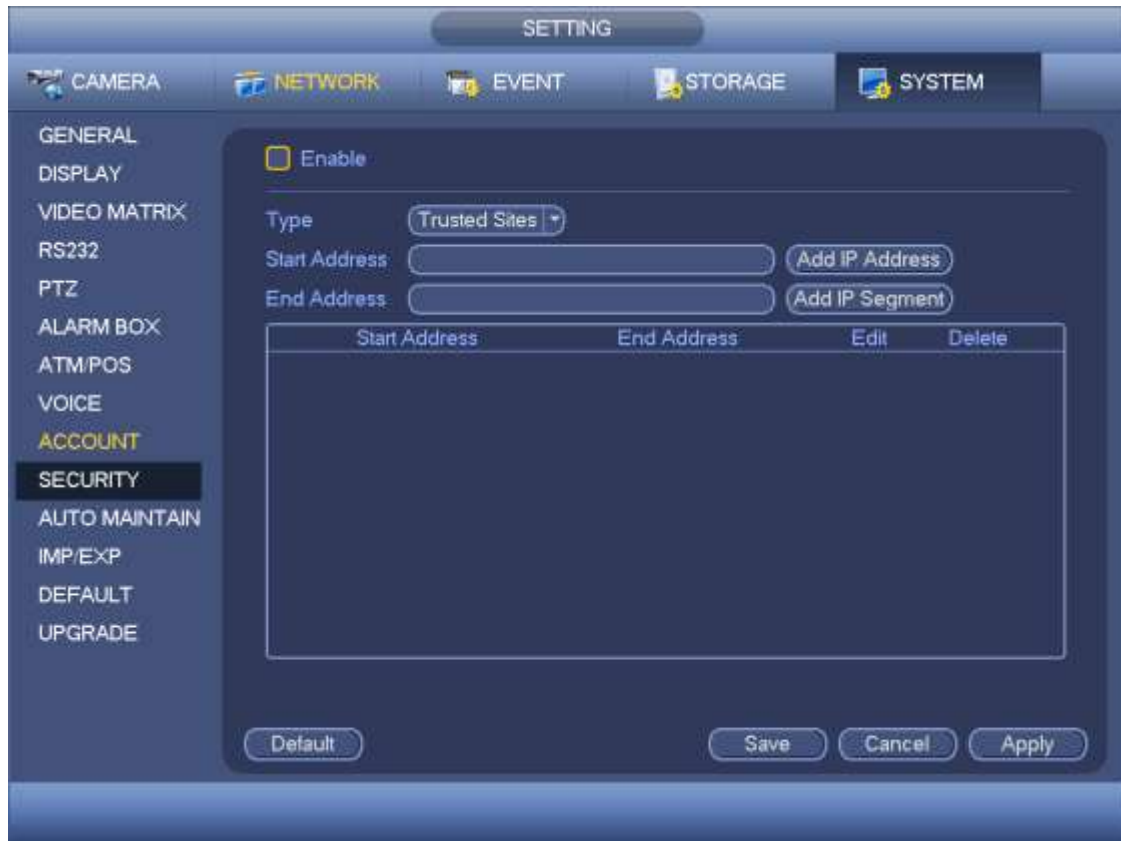 SETTING
CAMERA NETWORK EVENT STORAGE SYSTEM
GENERAL
DISPLAY
VIDEO MATRIX
RS232
PTZ
ALARM BOX
ATM/POS
VOICE
ACCOUNT
SECURITY
AUTO MAINTAIN
IMP/EXP
DEFAULT
UPGRADE
Enable
Type Trusted Sites
Start Address Add IP Address
End Address Add IP Segment
Start Address End Address Edit Delete
Default Save Cancel Apply